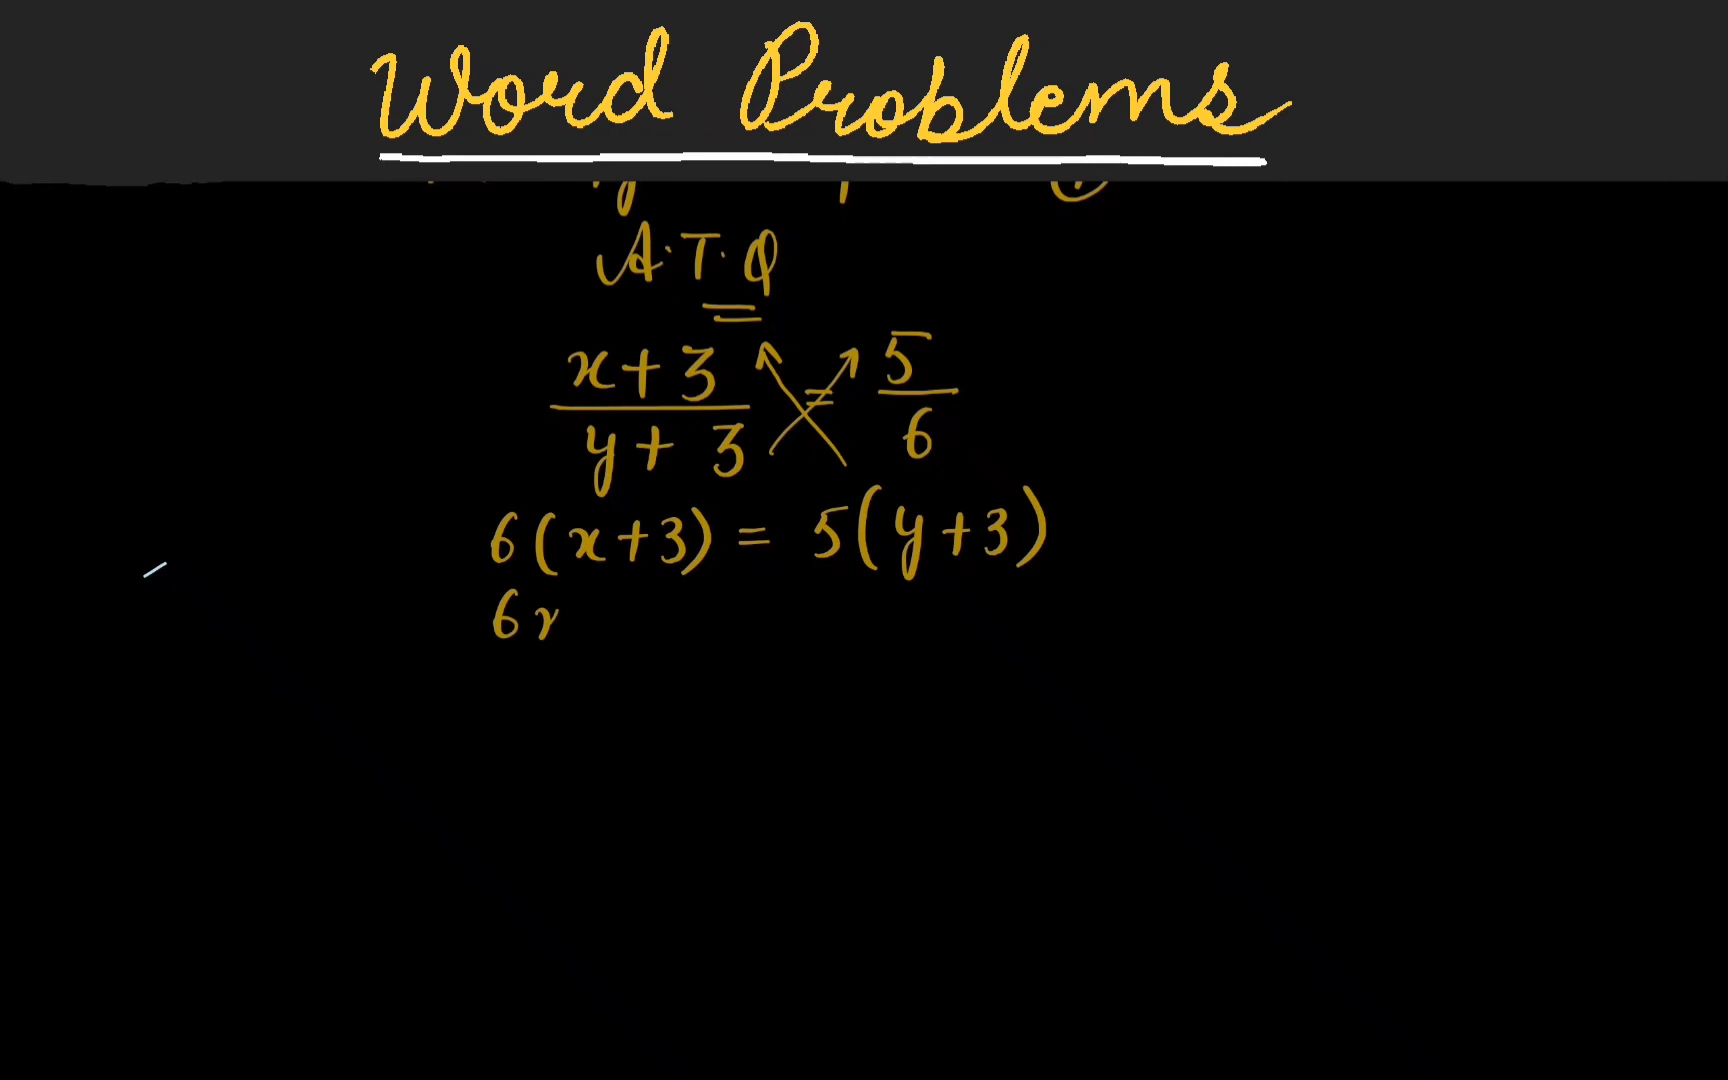 Word Problems
A.T.Q
x+3 / y+3 = 5/6
6(x+3) = 5(y+3)
6x